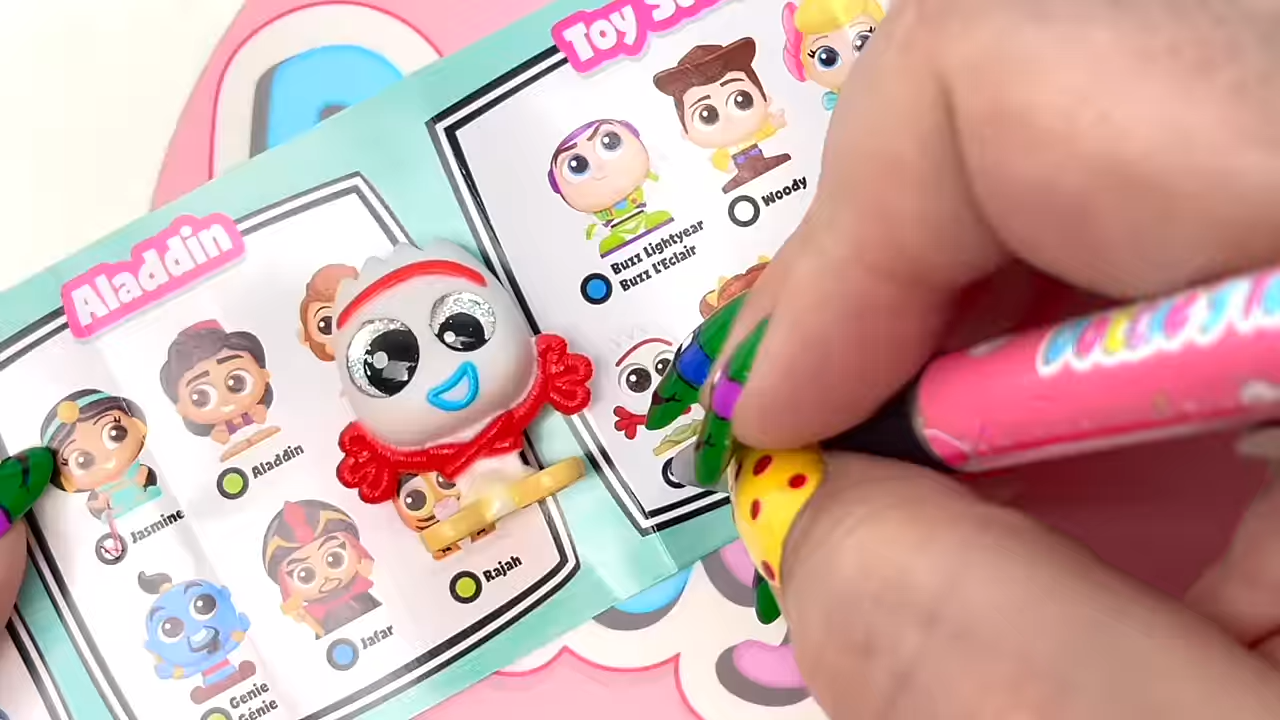 Toy
Woody
Buzz Lightyear
Buzz L'Eclair
Aladdin
Aladdin
Jasmine
Rajah
Jafar
Genie
Génie